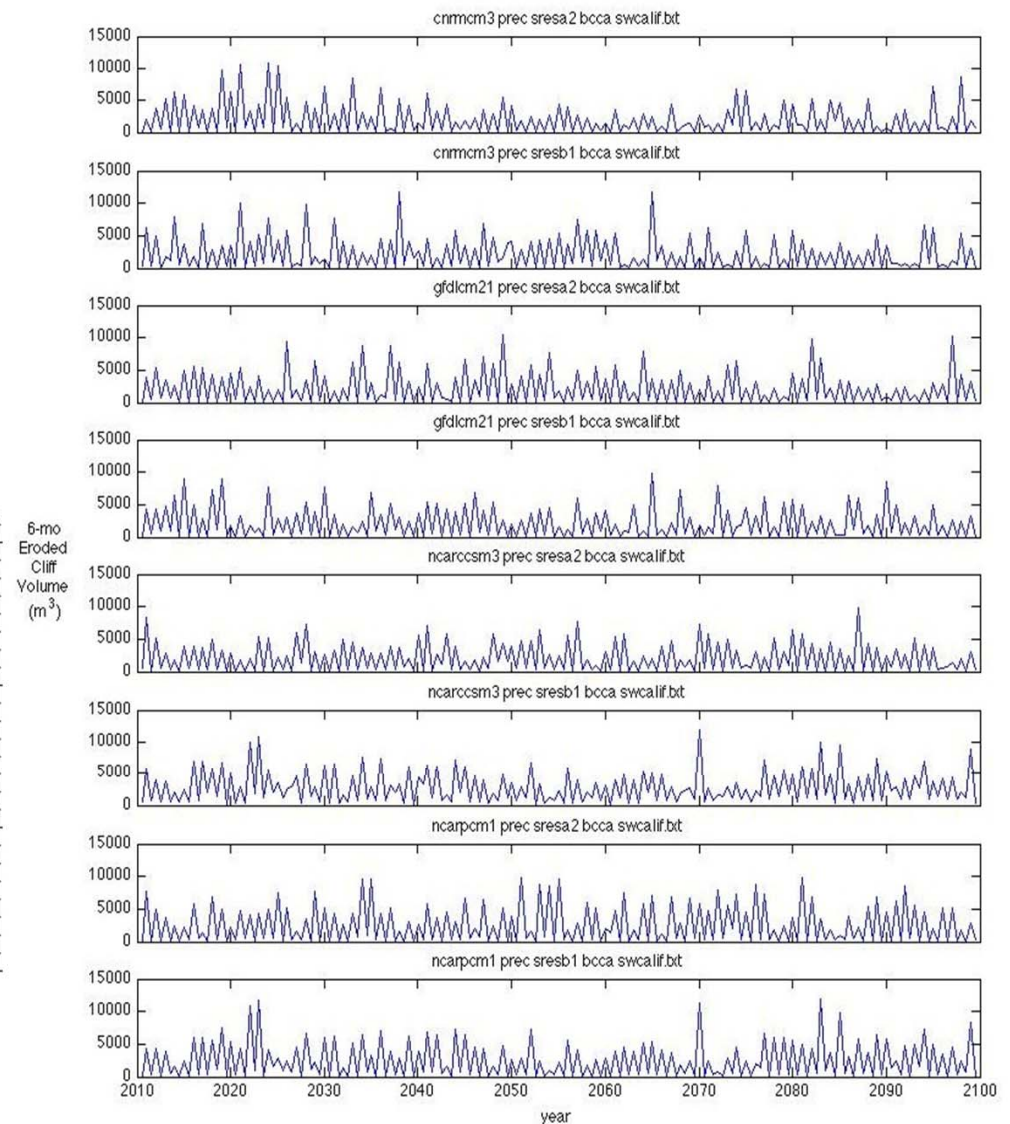 cnrmcm3 prec sresa2 bcca swcalif.txt
15000
10000
5000
0
cnrmcm3 prec sresb1 bcca swcalif.txt
15000
10000
5000
0
gfdlcm21 prec sresa2 bcca swcalif.txt
15000
10000
5000
0
gfdlcm21 prec sresb1 bcca swcalif.txt
15000
10000
5000
0
6-mo
Eroded
Cliff
Volume
(m³)
ncarccsm3 prec sresa2 bcca swcalif.txt
15000
10000
5000
0
ncarccsm3 prec sresb1 bcca swcalif.txt
15000
10000
5000
0
ncarpcm1 prec sresa2 bcca swcalif.txt
15000
10000
5000
0
ncarpcm1 prec sresb1 bcca swcalif.txt
15000
10000
5000
0
2010 2020 2030 2040 2050 2060 2070 2080 2090 2100
year